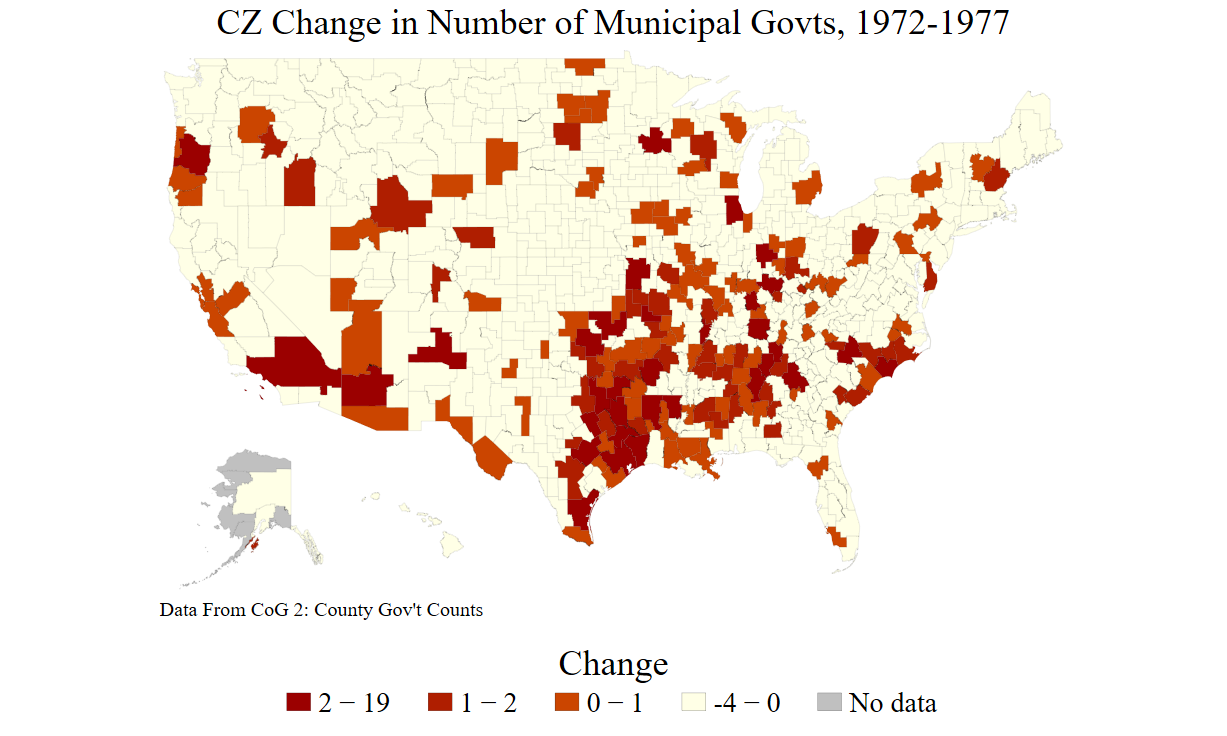 CZ Change in Number of Municipal Govts, 1972-1977
Data From CoG 2: County Gov't Counts
Change
2 − 19
1 − 2
0 − 1
-4 − 0
No data